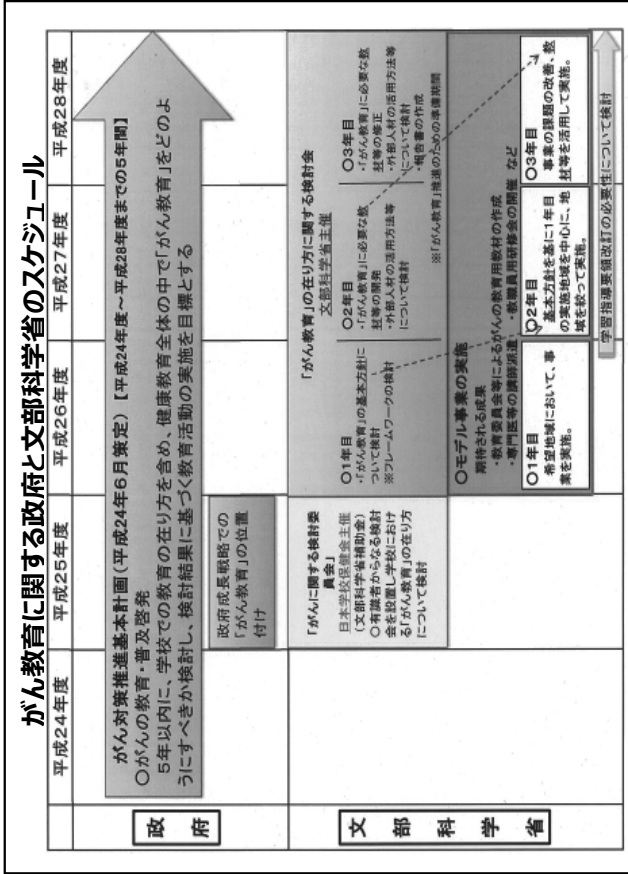 がん教育に関する政府と文部科学省のスケジュール
平成24年度
平成25年度
平成26年度
平成27年度
平成28年度
政府
がん対策推進基本計画(平成24年6月策定)【平成24年度～平成28年度までの5年間】
○がんの教育・普及啓発
5年以内に、学校での教育の在り方を含め、健康教育全体の中で「がん教育」をどのよ
うにすべきか検討し、検討結果に基づく教育活動の実施を目標とする
政府成長戦略での
「がん教育」の位置
付け
文部科学省
「がんに関する検討委
員会」
日本学校保健会主催
(文部科学省補助金)
○有識者からなる検討
会を設置し学校におけ
る「がん教育」の在り方
について検討
「がん教育」の在り方に関する検討会
文部科学省主催
○1年目
・「がん教育」の基本方針に
ついて検討
※フレームワークの検討
○2年目
・「がん教育」に必要な教
材等の開発
・外部人材の活用方法等
について検討
○3年目
・「がん教育」に必要な教
材等の修正
・外部人材の活用方法等
について検討
・報告書の作成
※「がん教育」推進のための準備期間
○モデル事業の実施
期待される成果
・教育委員会等によるがんの教育用教材の作成
・専門医等の講師派遣
・教職員用研修会の開催 など
○1年目
希望地域において、事
業を実施。
○2年目
基本方針を基に1年目
の実施地域を中心に、地
域を絞って実施。
○3年目
事業の課題の改善、教
材等を活用して実施。
学習指導要領改訂の必要性について検討